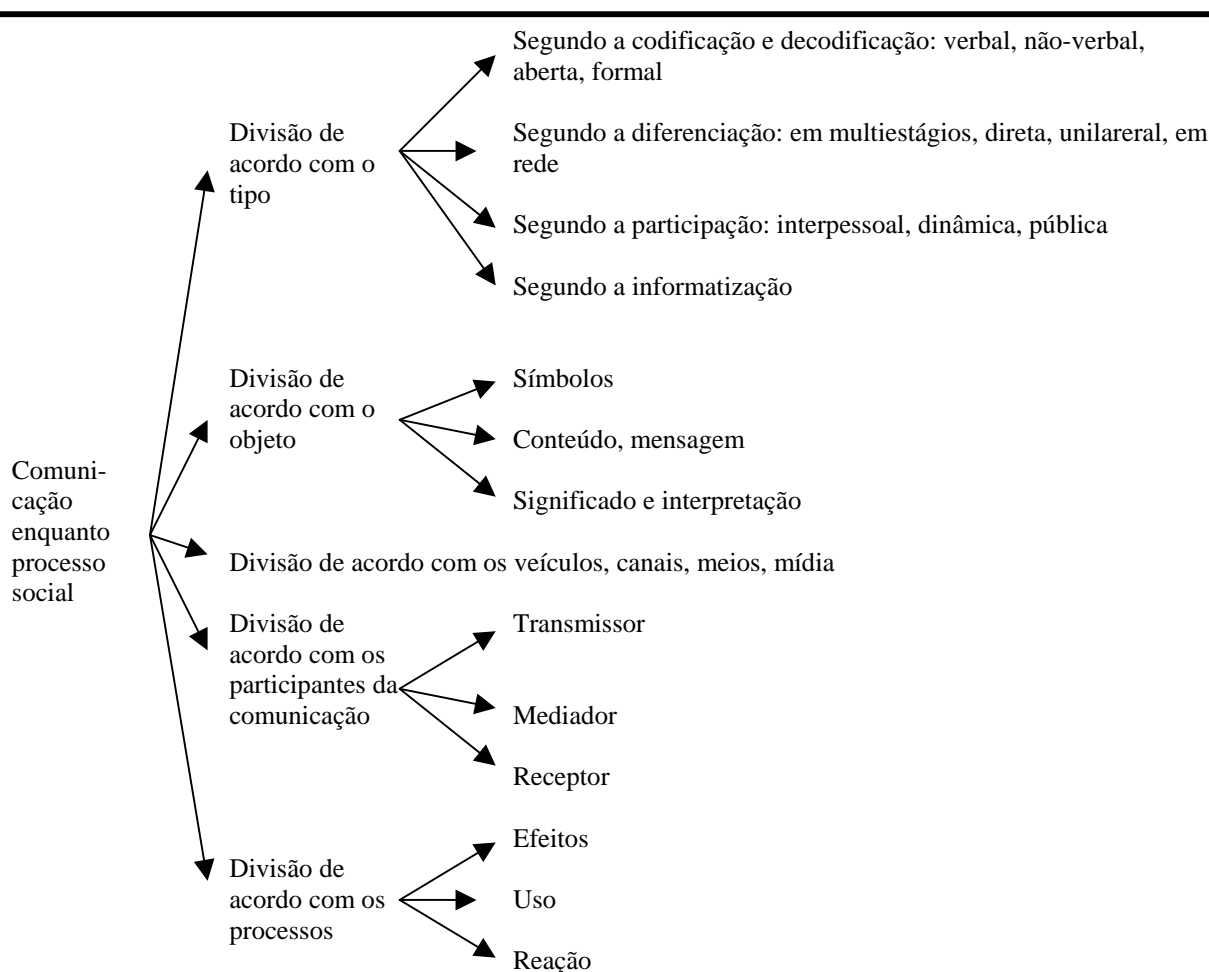 Segundo a codificação e decodificação: verbal, não-verbal,
aberta, formal
Divisão de
acordo com o
tipo
Segundo a diferenciação: em multiestágios, direta, unilareral, em
rede
Segundo a participação: interpessoal, dinâmica, pública
Segundo a informatização
Divisão de
acordo com o
objeto
Símbolos
Conteúdo, mensagem
Significado e interpretação
Comuni-
cação
enquanto
processo
social
Divisão de acordo com os veículos, canais, meios, mídia
Divisão de
acordo com os
participantes da
comunicação
Transmissor
Mediador
Receptor
Divisão de
acordo com os
processos
Efeitos
Uso
Reação